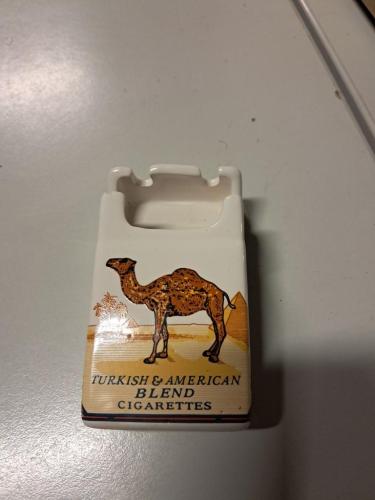 TURKISH & AMERICAN
BLEND
CIGARETTES